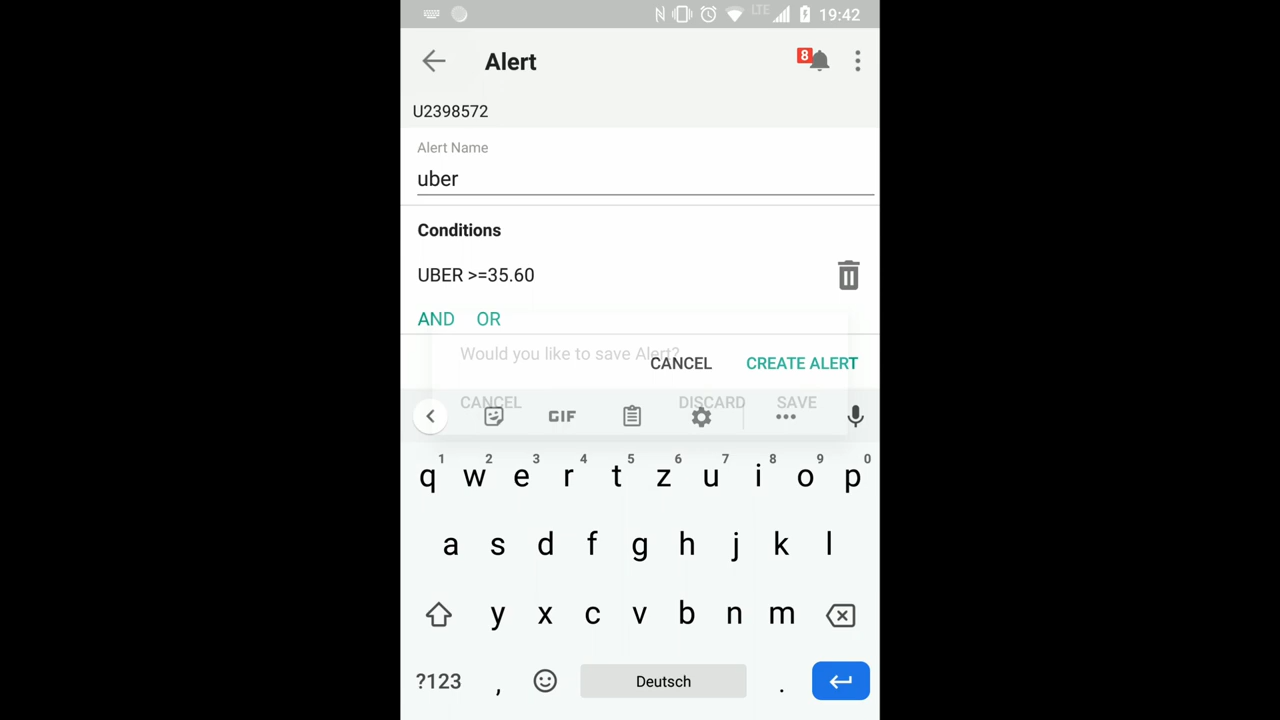 LTE 19:42
Alert
8
U2398572
Alert Name
uber
Conditions
UBER >=35.60
AND OR
Would you like to save Alert?
CANCEL CREATE ALERT
CANCEL DISCARD SAVE
GIF
1 2 3 4 5 6 7 8 9 0
q w e r t z u i o p
a s d f g h j k l
y x c v b n m
?123 , Deutsch .